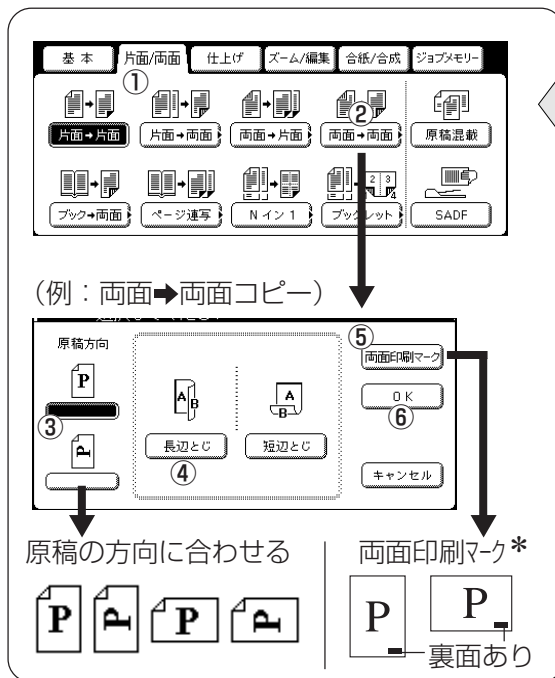 基本 片面/両面 仕上げ ズーム/編集 合紙/合成 ジョブメモリー
①
②
片面→片面 片面→両面 両面→片面 両面→両面 原稿混載
2 3
4
ブック→両面 ページ連写 Nイン1 ブックレット SADF
(例:両面➡両面コピー)
原稿方向
P
③
P
A B
A
B
長辺とじ 短辺とじ
④
⑤
両面印刷マーク
OK
⑥
キャンセル
原稿の方向に合わせる
P P P P
両面印刷マーク*
P P
裏面あり